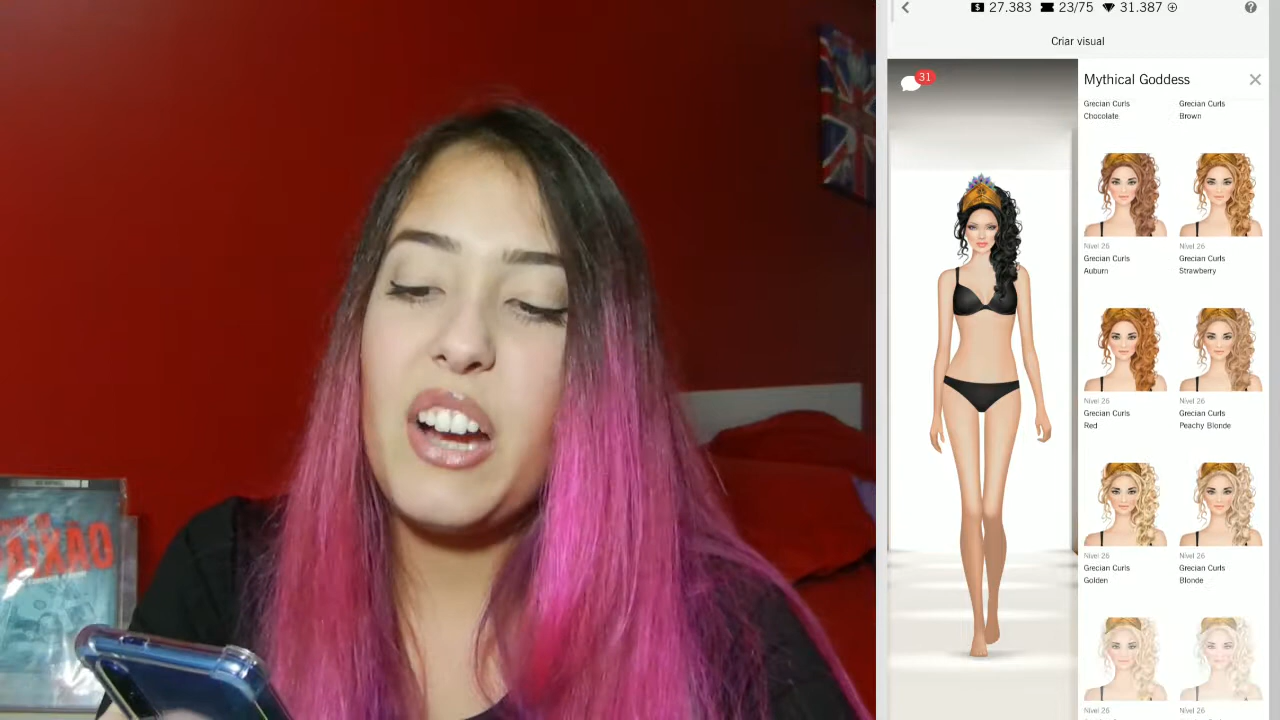 27.383 23/75 31.387
Criar visual
31
Mythical Goddess
Grecian Curls
Chocolate
Grecian Curls
Brown
Nível 26
Grecian Curls
Auburn
Nível 26
Grecian Curls
Strawberry
Nível 26
Grecian Curls
Red
Nível 26
Grecian Curls
Peachy Blonde
Nível 26
Grecian Curls
Golden
Nível 26
Grecian Curls
Blonde
Nível 26
Nível 26